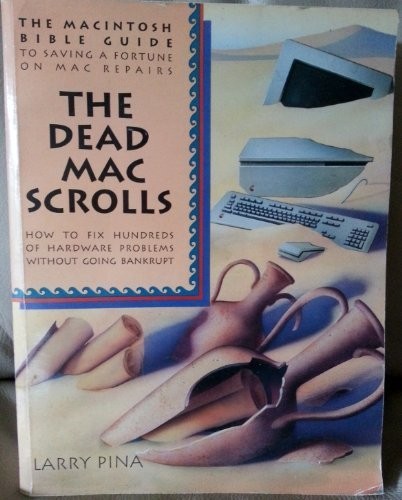 THE MACINTOSH
BIBLE GUIDE
TO SAVING A FORTUNE
ON MAC REPAIRS
THE
DEAD
MAC
SCROLLS
HOW TO FIX HUNDREDS
OF HARDWARE PROBLEMS
WITHOUT GOING BANKRUPT
LARRY PINA